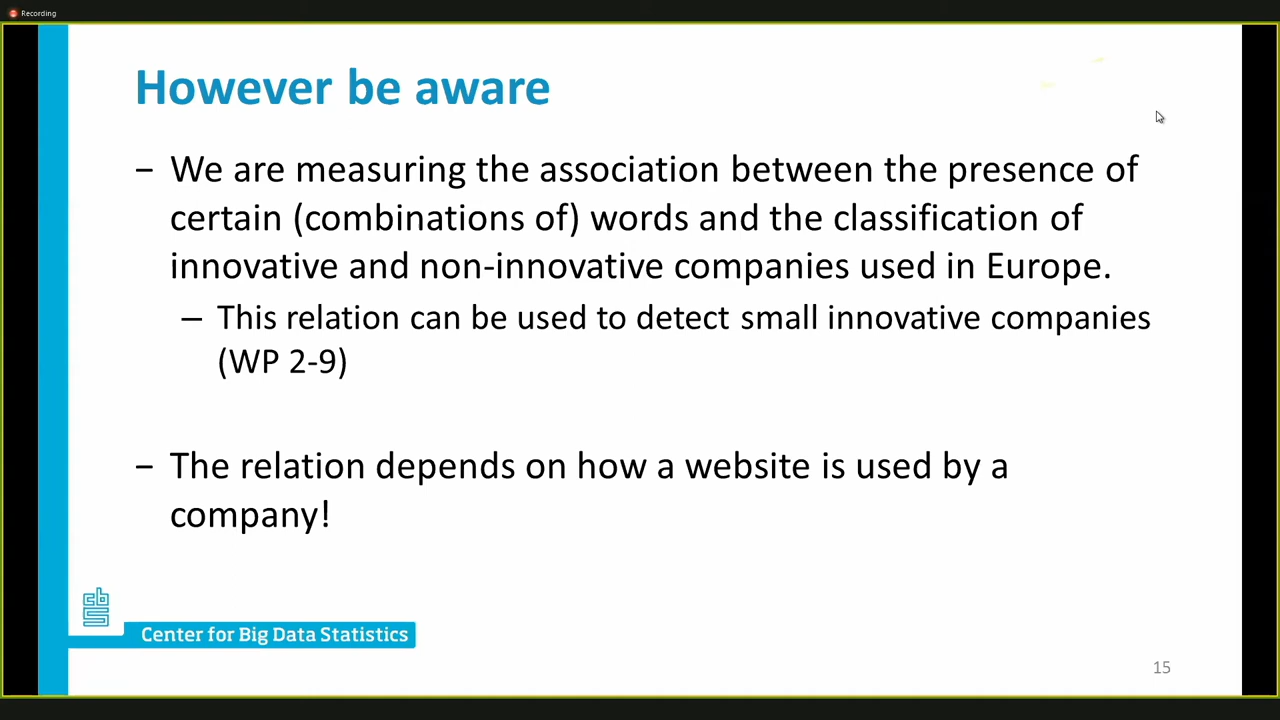 Recording
However be aware
− We are measuring the association between the presence of
certain (combinations of) words and the classification of
innovative and non-innovative companies used in Europe.
– This relation can be used to detect small innovative companies
(WP 2-9)
− The relation depends on how a website is used by a
company!
cbs
Center for Big Data Statistics
15